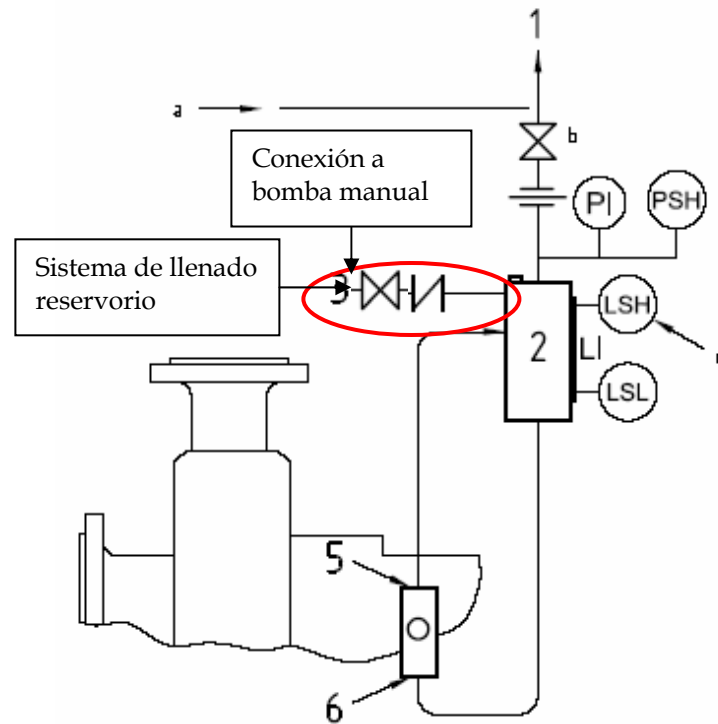 1
a
b
Conexión a
bomba manual
PI
PSH
Sistema de llenado
reservorio
3
LSH
2
LI
LSL
5
6